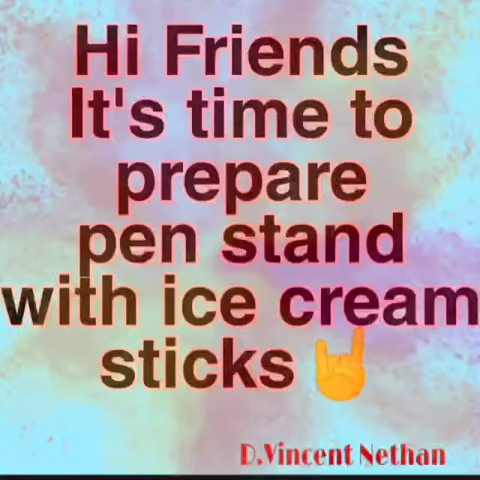 Hi Friends
It's time to
prepare
pen stand
with ice cream
sticks🤘
D.Vincent Nethan